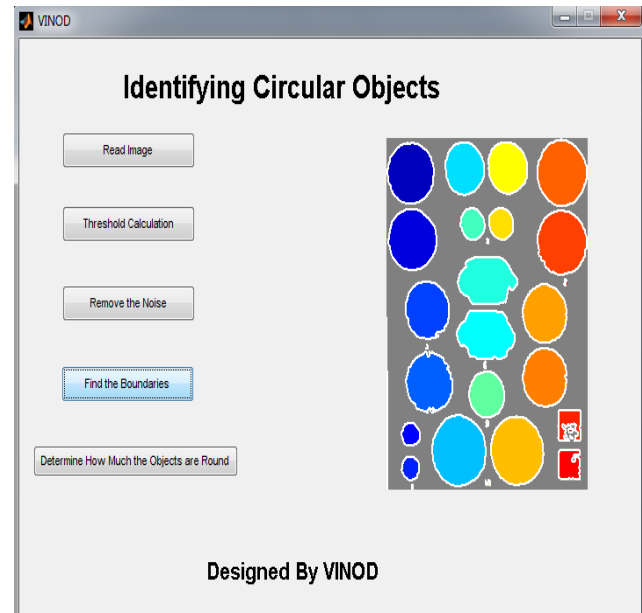 VINOD
Identifying Circular Objects
Read Image
Threshold Calculation
Remove the Noise
Find the Boundaries
Determine How Much the Objects are Round
Designed By VINOD